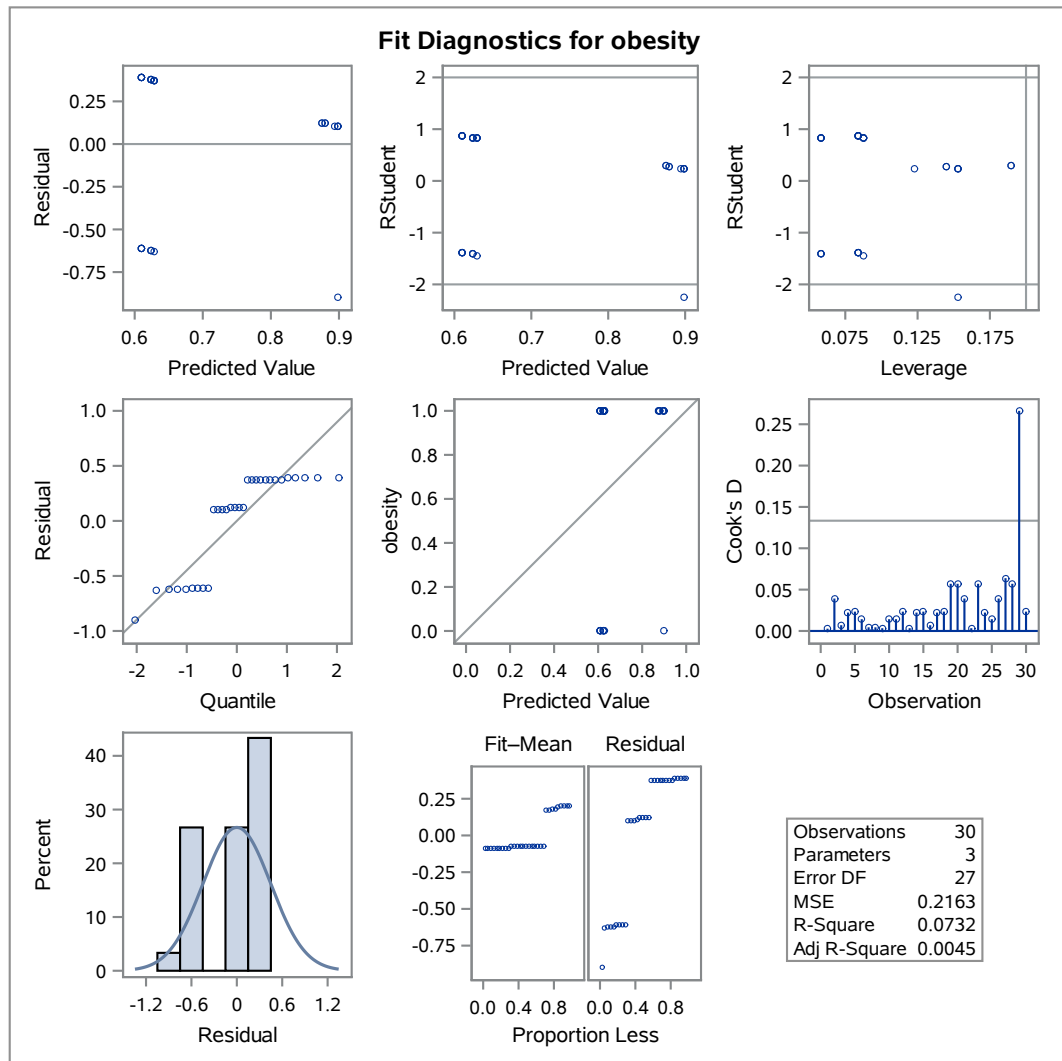 Fit Diagnostics for obesity
Residual
0.25
0.00
-0.25
-0.50
-0.75
0.6 0.7 0.8 0.9
Predicted Value
RStudent
2
1
0
-1
-2
0.6 0.7 0.8 0.9
Predicted Value
RStudent
2
1
0
-1
-2
0.075 0.125 0.175
Leverage
Residual
1.0
0.5
0.0
-0.5
-1.0
-2 -1 0 1 2
Quantile
obesity
1.0
0.8
0.6
0.4
0.2
0.0
0.0 0.2 0.4 0.6 0.8 1.0
Predicted Value
Cook's D
0.25
0.20
0.15
0.10
0.05
0.00
0 5 10 15 20 25 30
Observation
Percent
40
30
20
10
0
-1.2 -0.6 0 0.6 1.2
Residual
Fit–Mean Residual
0.25
0.00
-0.25
-0.50
-0.75
0.0 0.4 0.8 0.0 0.4 0.8
Proportion Less
Observations 30
Parameters 3
Error DF 27
MSE 0.2163
R-Square 0.0732
Adj R-Square 0.0045